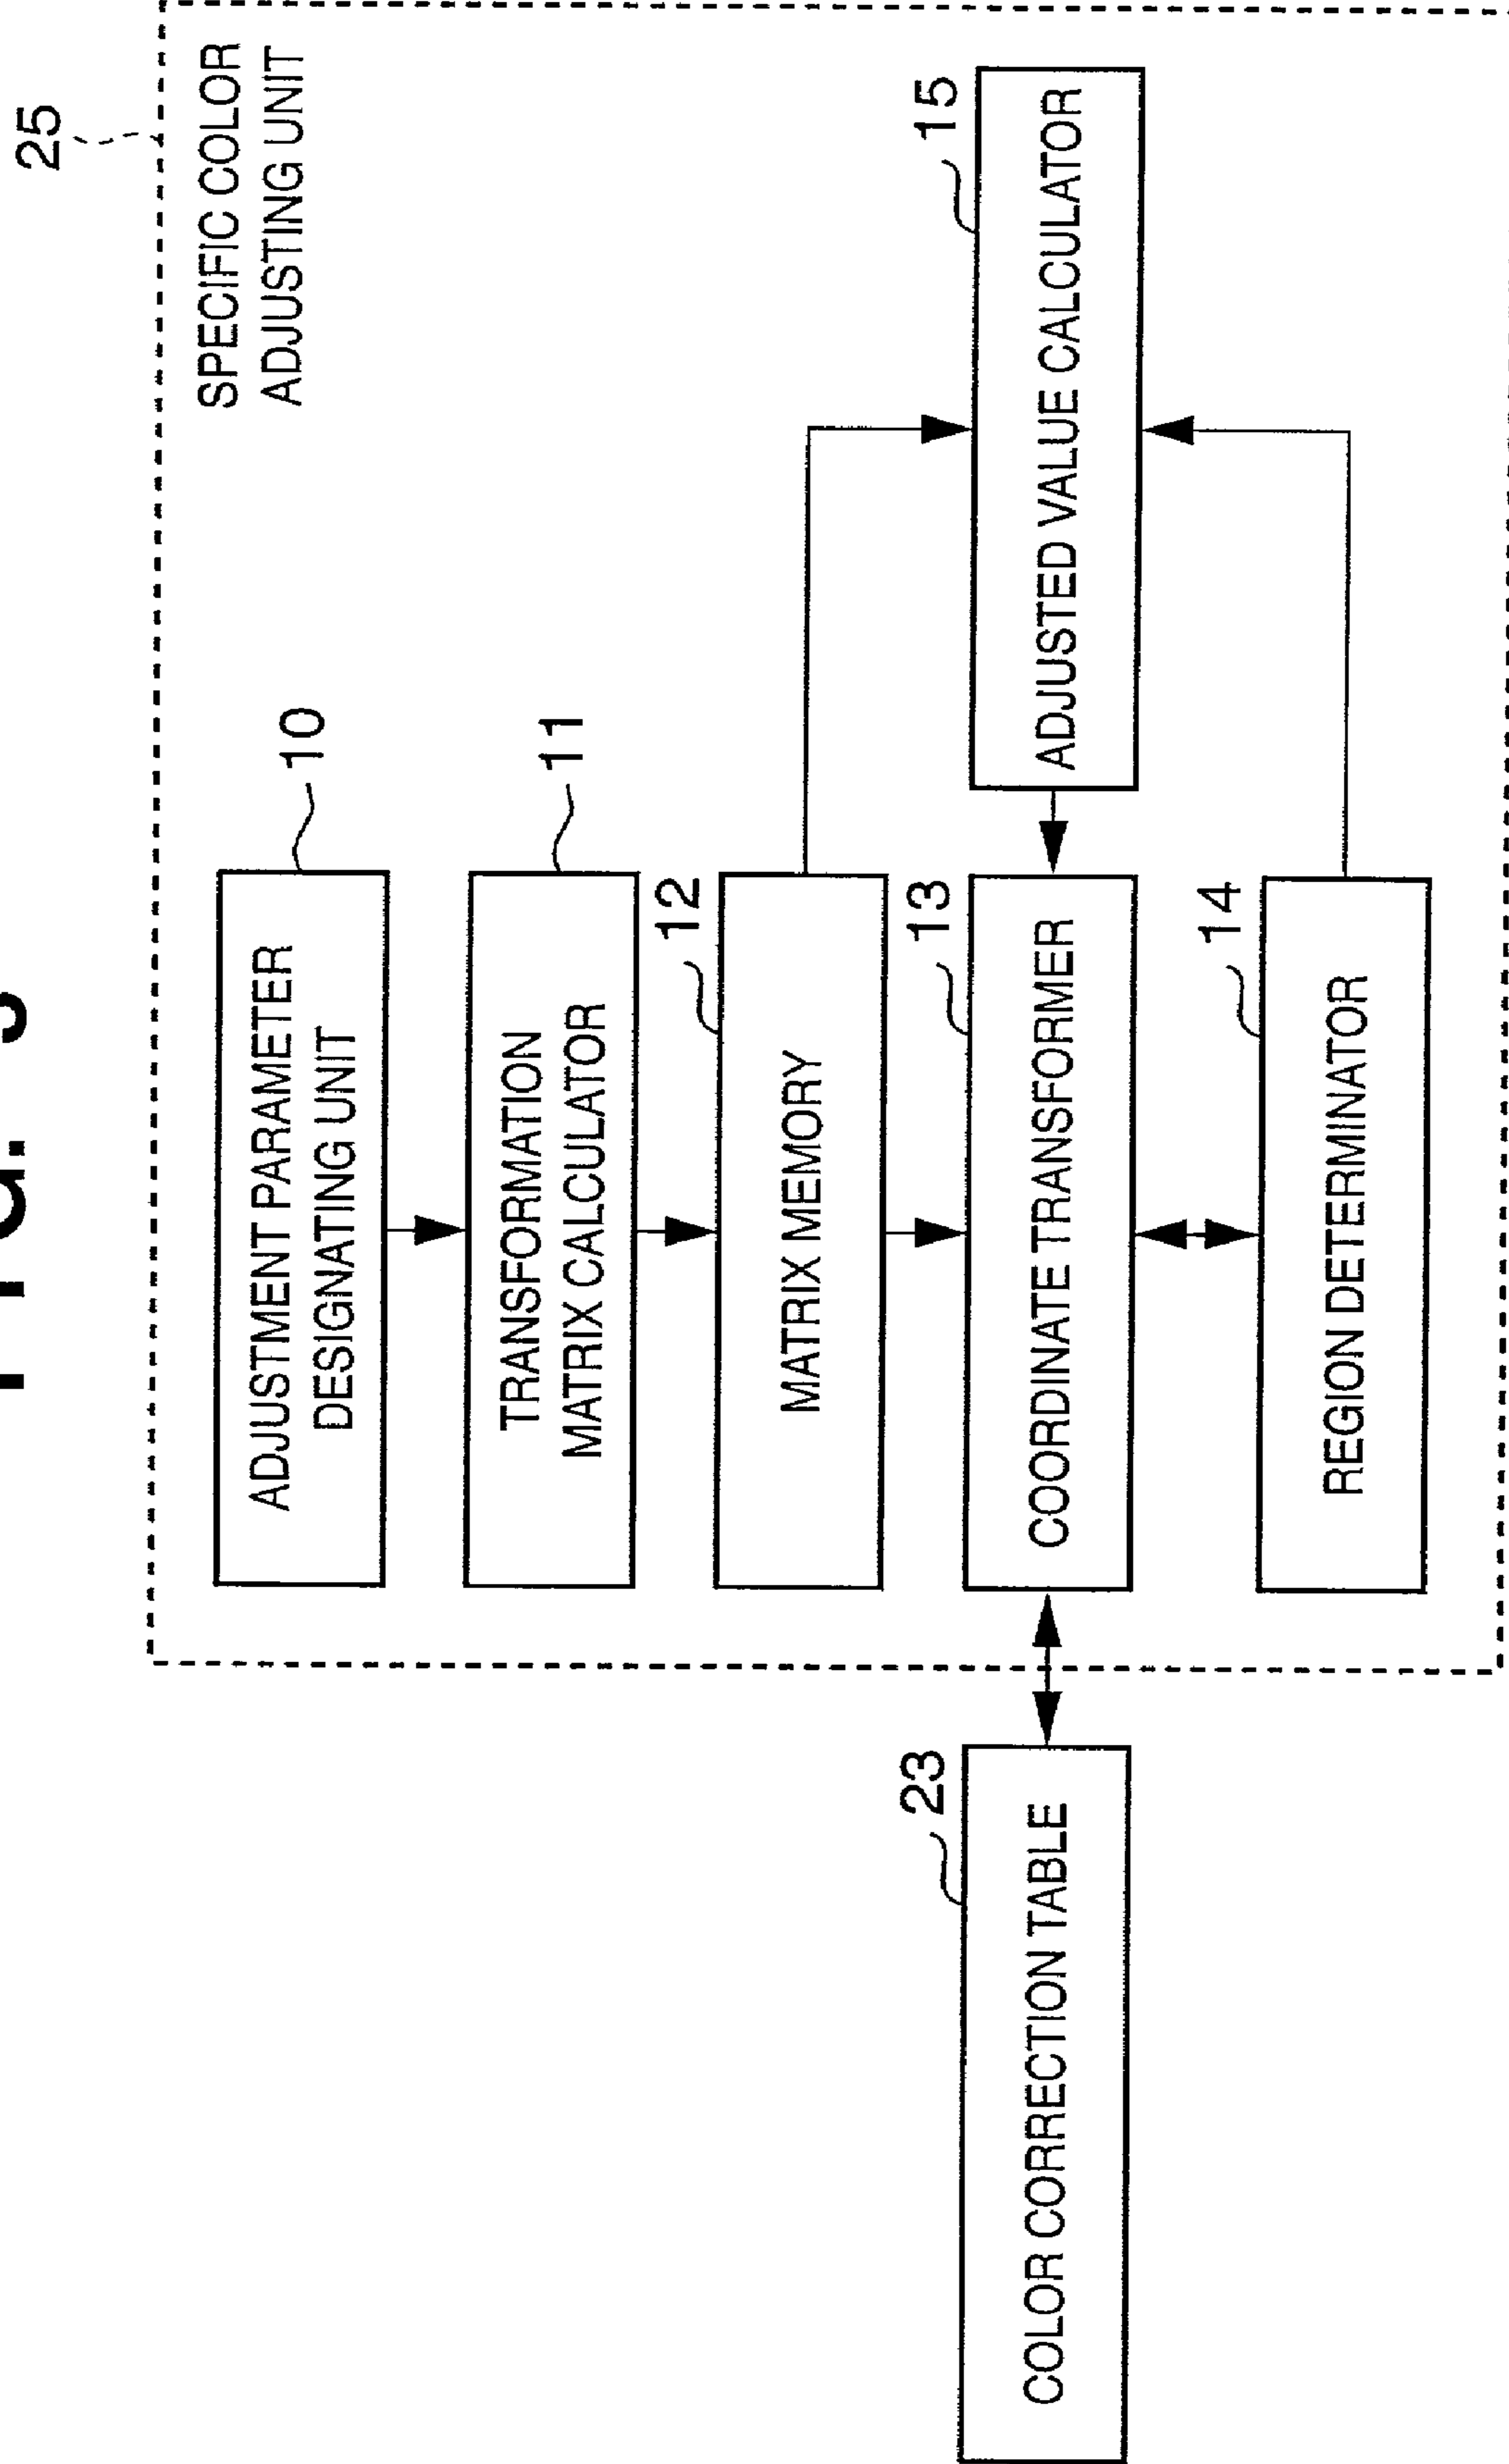 25
SPECIFIC COLOR
ADJUSTING UNIT
10
ADJUSTMENT PARAMETER
DESIGNATING UNIT
11
TRANSFORMATION
MATRIX CALCULATOR
12
MATRIX MEMORY
23
COLOR CORRECTION TABLE
13
COORDINATE TRANSFORMER
15
ADJUSTED VALUE CALCULATOR
14
REGION DETERMINATOR